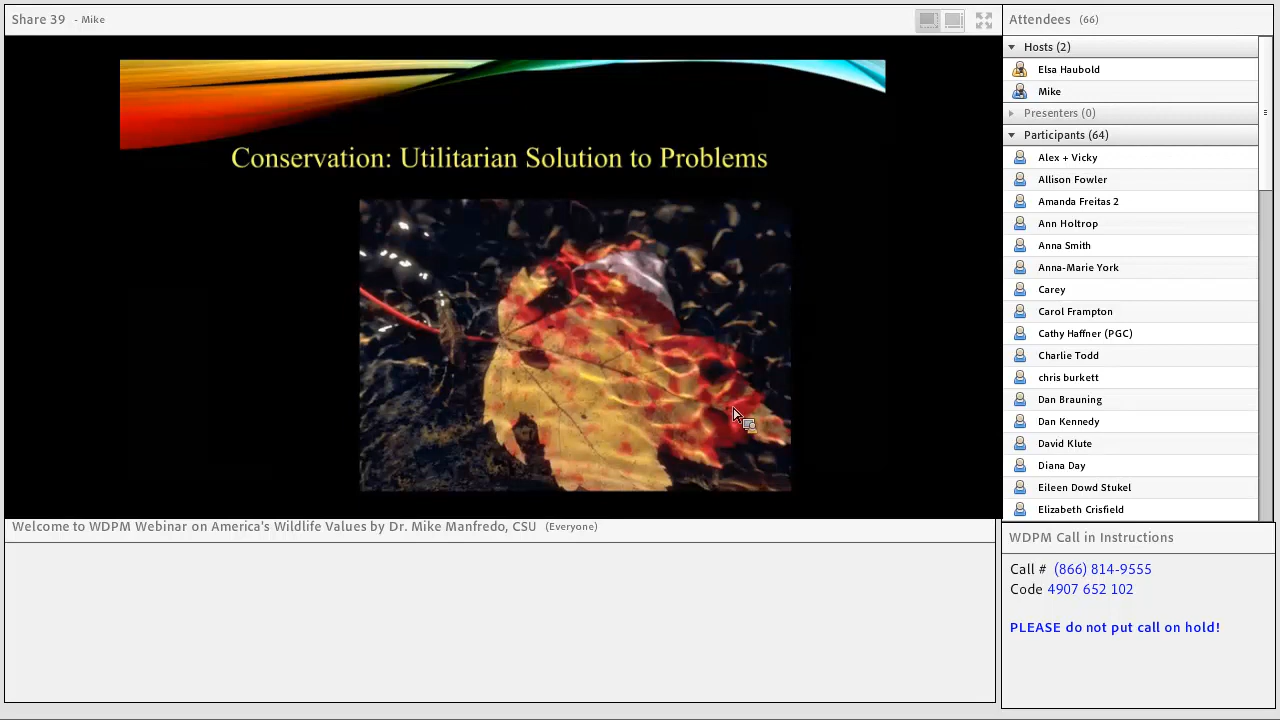 Share 39 - Mike
Conservation: Utilitarian Solution to Problems
Welcome to WDPM Webinar on America's Wildlife Values by Dr. Mike Manfredo, CSU (Everyone)
Attendees (66)
Hosts (2)
Elsa Haubold
Mike
Presenters (0)
Participants (64)
Alex + Vicky
Allison Fowler
Amanda Freitas 2
Ann Holtrop
Anna Smith
Anna-Marie York
Carey
Carol Frampton
Cathy Haffner (PGC)
Charlie Todd
chris burkett
Dan Brauning
Dan Kennedy
David Klute
Diana Day
Eileen Dowd Stukel
Elizabeth Crisfield
WDPM Call in Instructions
Call # (866) 814-9555
Code 4907 652 102
PLEASE do not put call on hold!